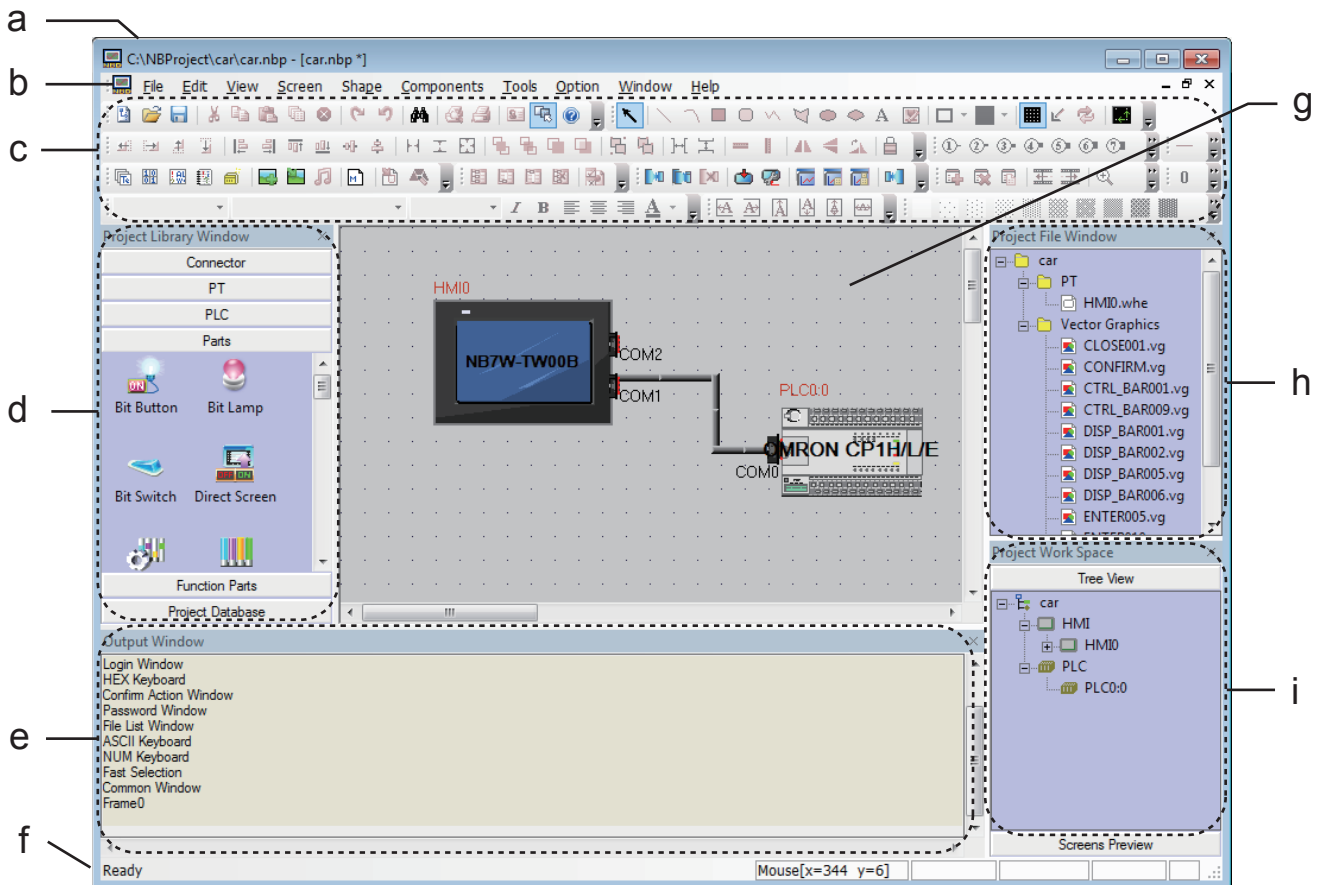 a
C:\NBProject\car\car.nbp - [car.nbp *]
b
File Edit View Screen Shape Components Tools Option Window Help
c
g
Project Library Window
Connector
PT
PLC
Parts
Bit Button Bit Lamp
Bit Switch Direct Screen
Function Parts
Project Database
d
HMI0
NB7W-TW00B
COM2
COM1
PLC0:0
OMRON CP1H/L/E
COM0
Project File Window
car
PT
HMI0.whe
Vector Graphics
CLOSE001.vg
CONFIRM.vg
CTRL_BAR001.vg
CTRL_BAR009.vg
DISP_BAR001.vg
DISP_BAR002.vg
DISP_BAR005.vg
DISP_BAR006.vg
ENTER005.vg
h
Project Work Space
Tree View
car
HMI
HMI0
PLC
PLC0:0
Screens Preview
i
Output Window
Login Window
HEX Keyboard
Confirm Action Window
Password Window
File List Window
ASCII Keyboard
NUM Keyboard
Fast Selection
Common Window
Frame0
e
f
Ready
Mouse[x=344 y=6]